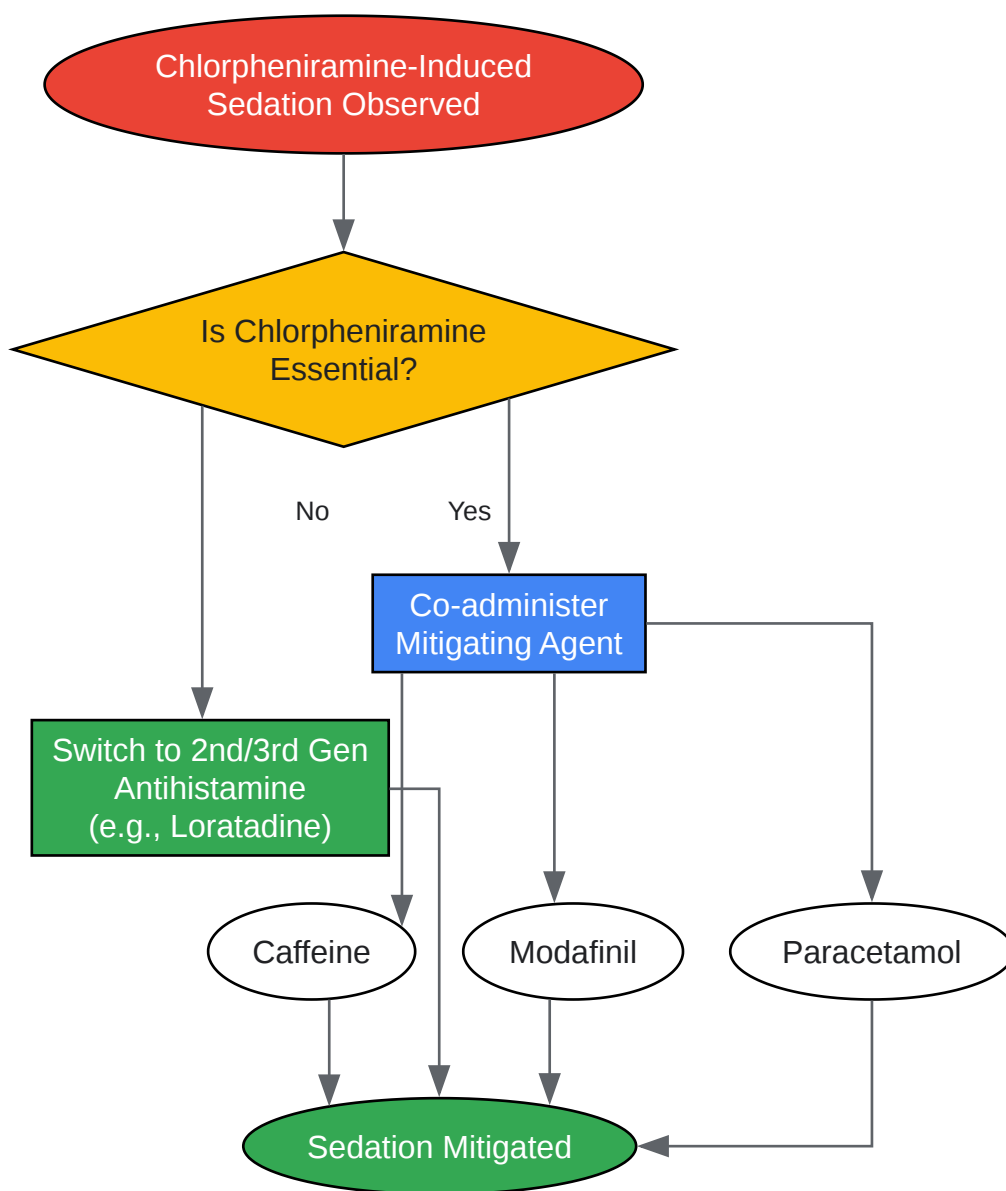 Chlorpheniramine-Induced
Sedation Observed
Is Chlorpheniramine
Essential?
No
Yes
Co-administer
Mitigating Agent
Switch to 2nd/3rd Gen
Antihistamine
(e.g., Loratadine)
Caffeine
Modafinil
Paracetamol
Sedation Mitigated